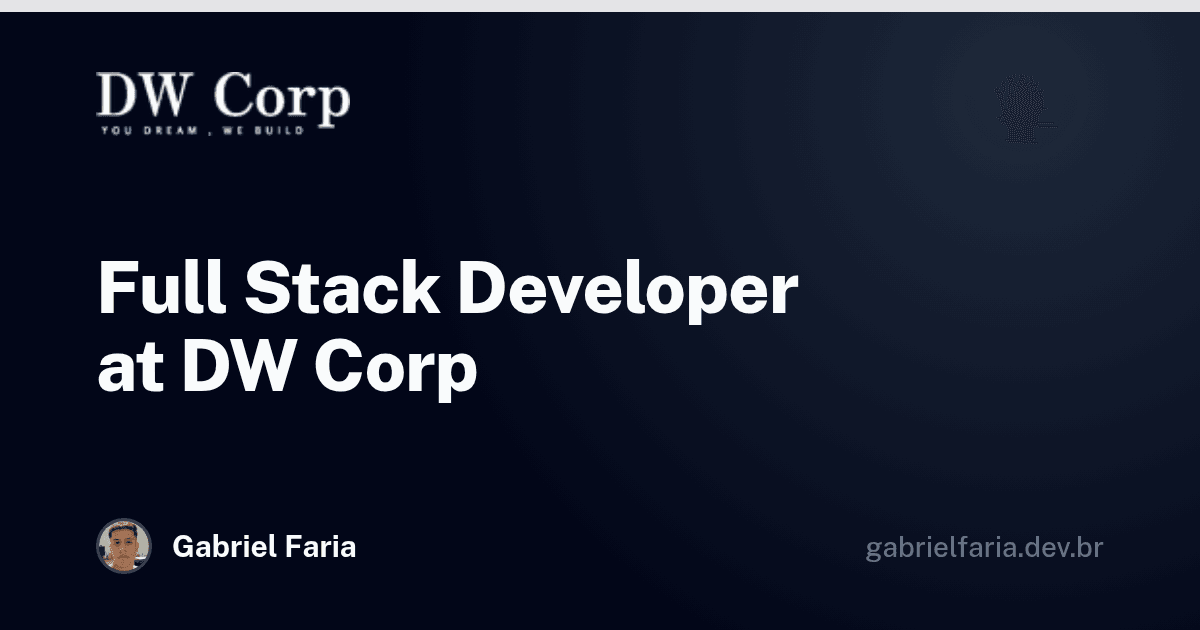 DW Corp
YOU DREAM , WE BUILD
Full Stack Developer
at DW Corp
Gabriel Faria
gabrielfaria.dev.br